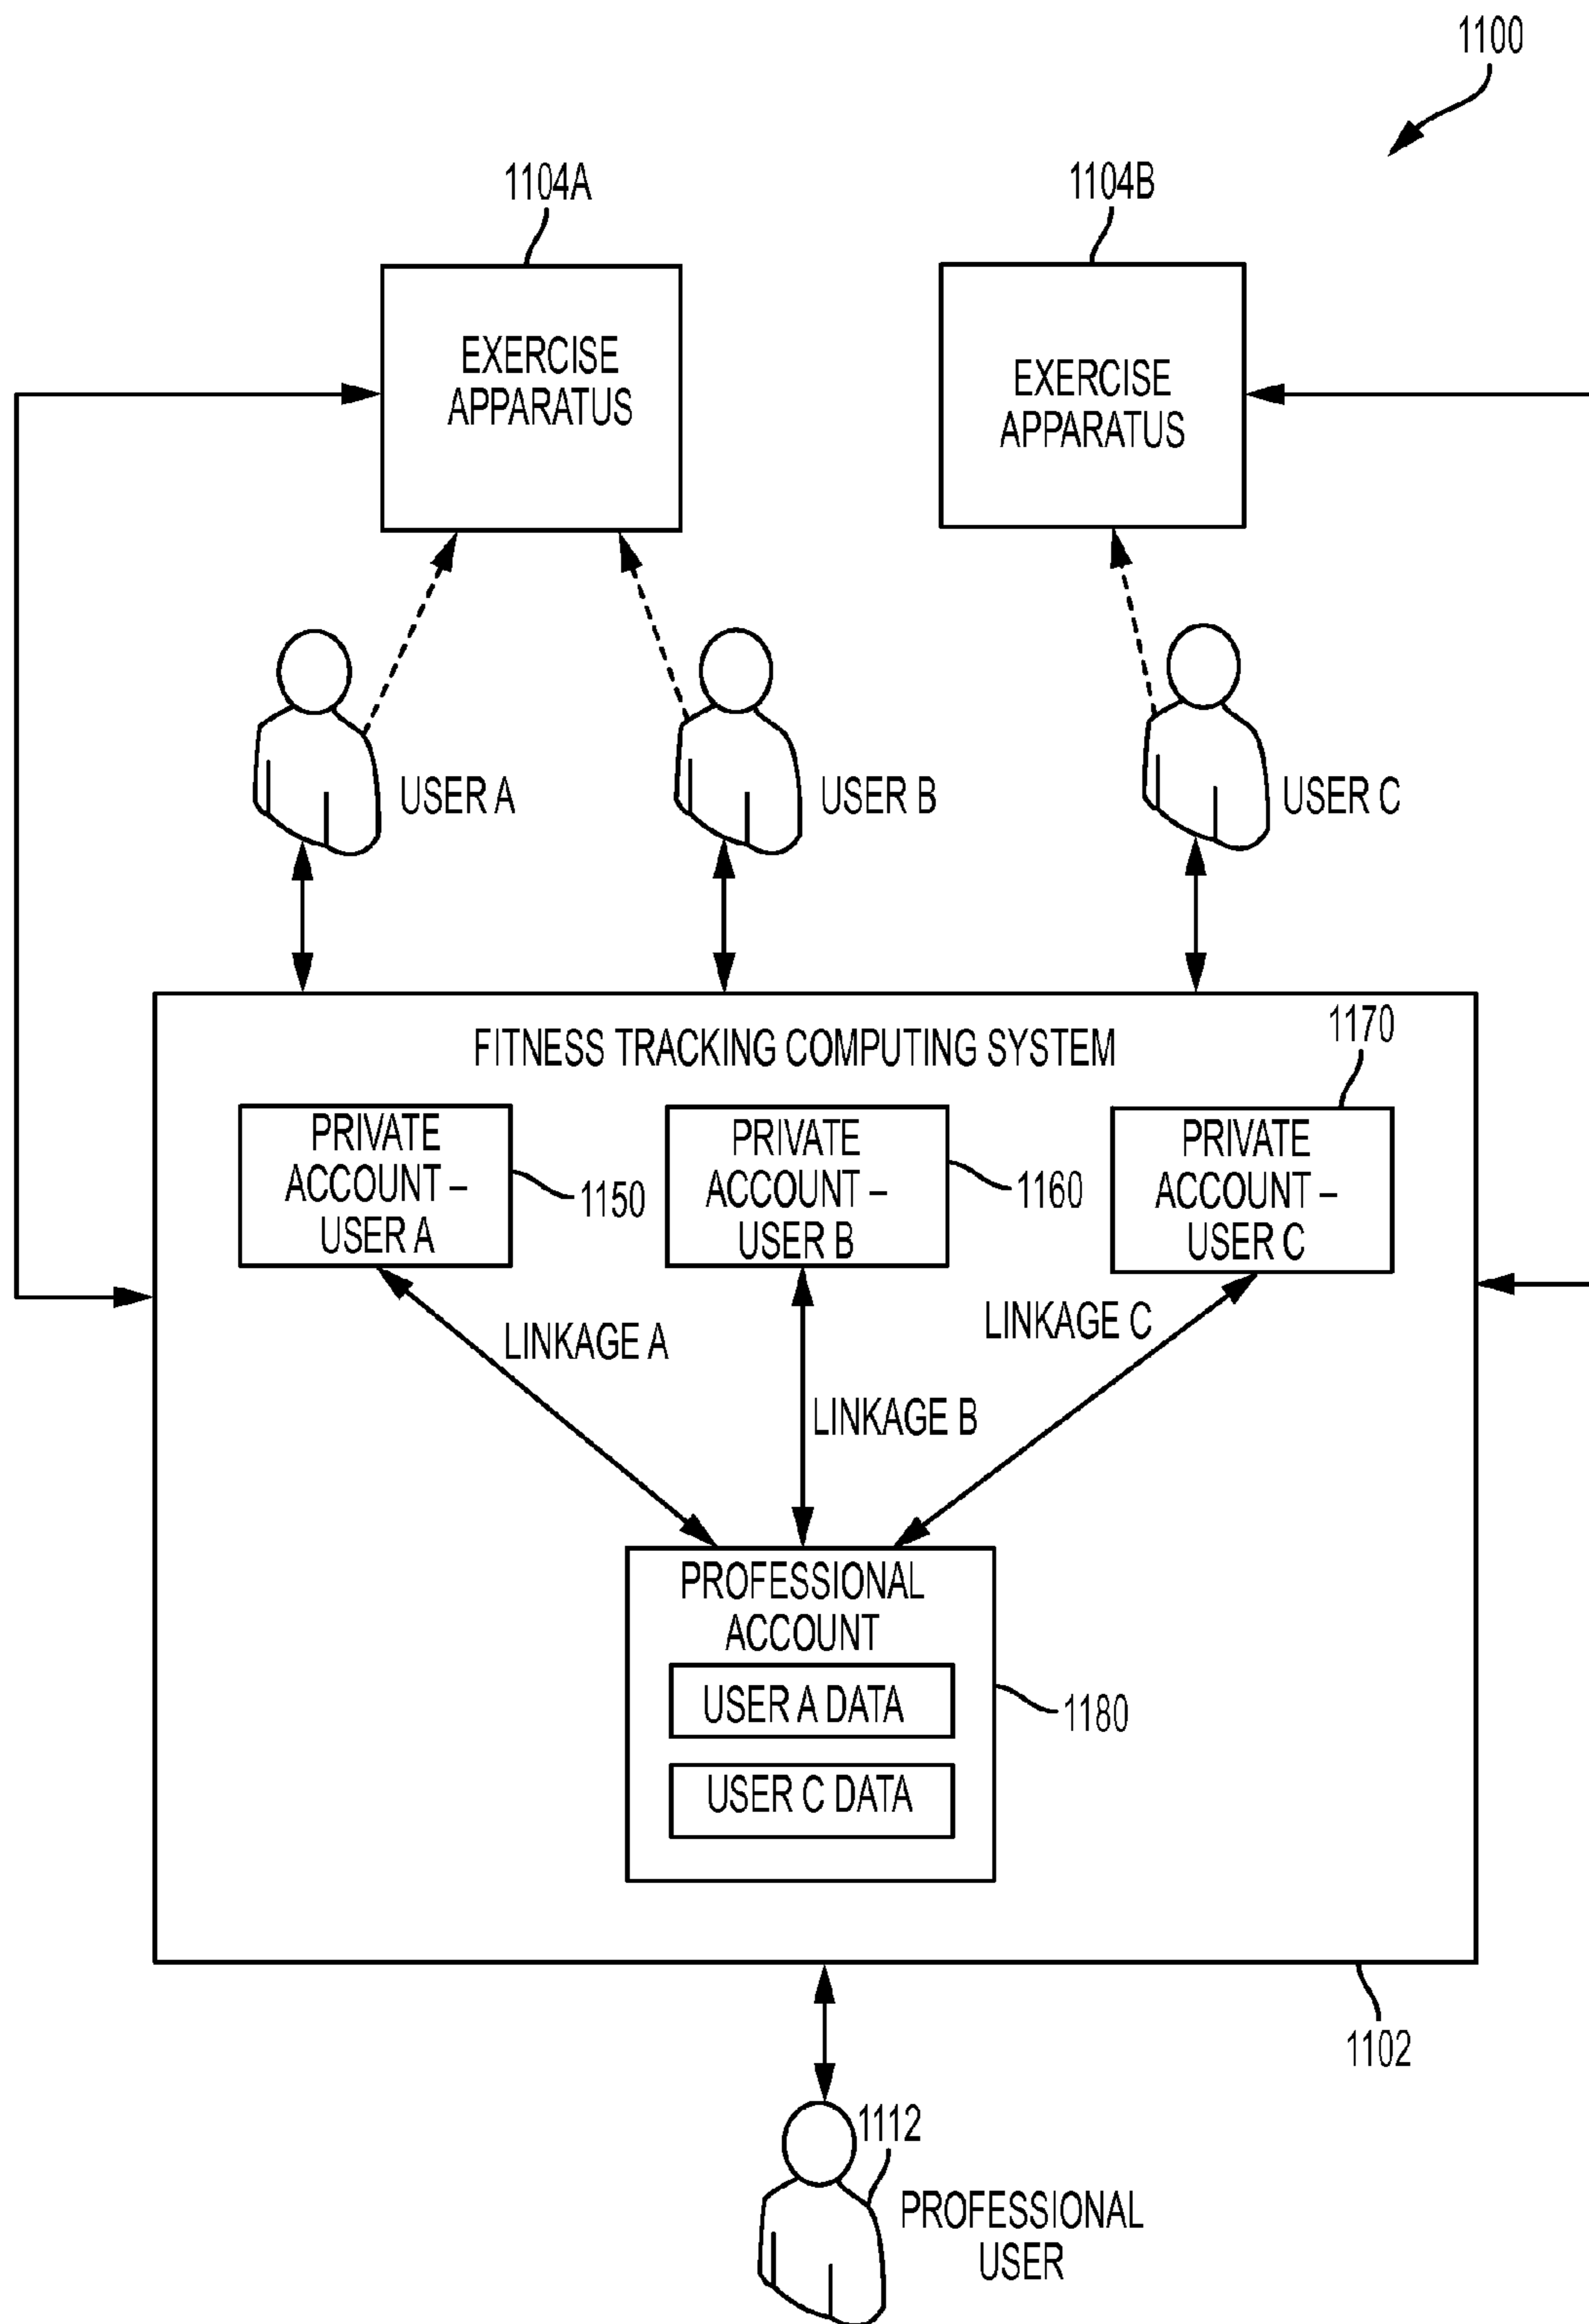 1100
1104A
1104B
EXERCISE
APPARATUS
EXERCISE
APPARATUS
USER A
USER B
USER C
FITNESS TRACKING COMPUTING SYSTEM
1170
PRIVATE
ACCOUNT –
USER A
1150
PRIVATE
ACCOUNT –
USER B
1160
PRIVATE
ACCOUNT –
USER C
LINKAGE A
LINKAGE B
LINKAGE C
PROFESSIONAL
ACCOUNT
USER A DATA
USER C DATA
1180
1102
1112
PROFESSIONAL
USER